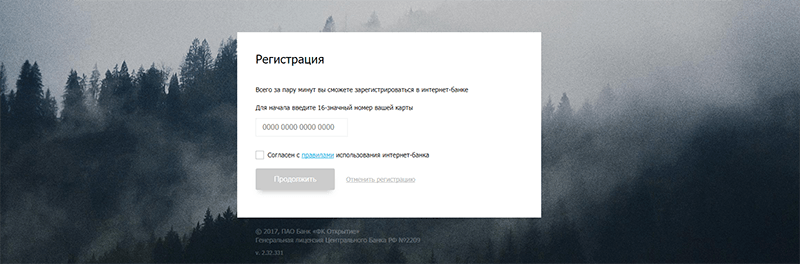 Регистрация
Всего за пару минут вы сможете зарегистрироваться в интернет-банке
Для начала введите 16-значный номер вашей карты
0000 0000 0000 0000
Согласен с правилами использования интернет-банка
Продолжить Отменить регистрацию
© 2017, ПАО Банк «ФК Открытие»
Генеральная лицензия Центрального Банка РФ №2209
v. 2.32.331